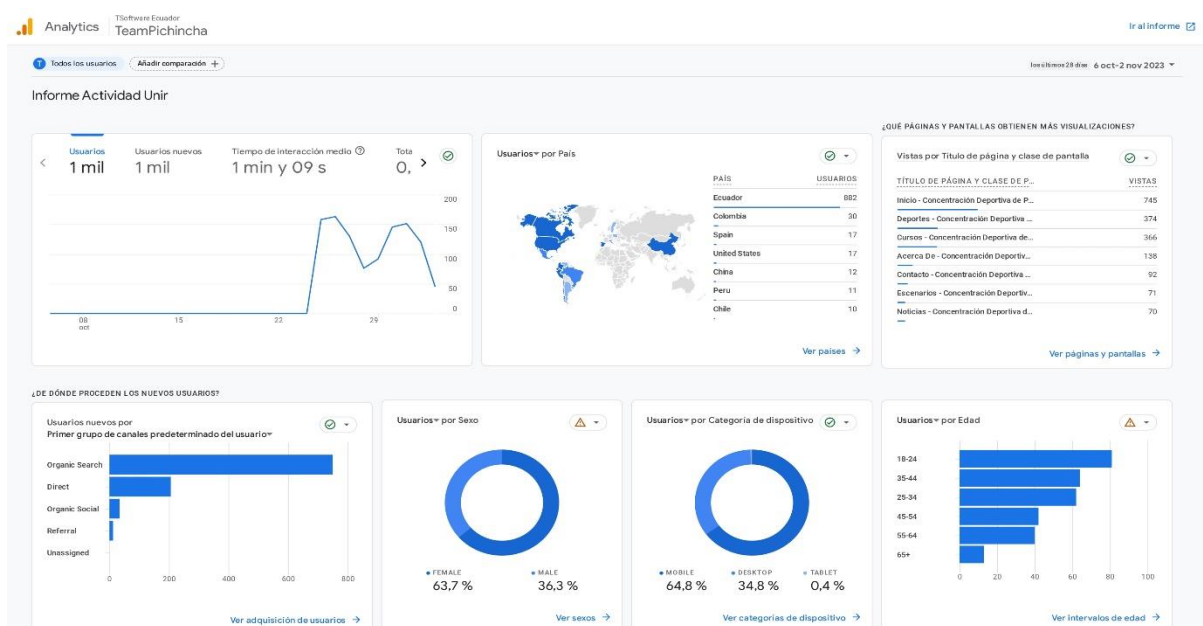 Analytics
TSoftware Ecuador
TeamPichincha
Ir al informe
T Todos los usuarios
Añadir comparación +
los últimos 28 días 6 oct-2 nov 2023
Informe Actividad Unir
Usuarios
1 mil
Usuarios nuevos
1 mil
Tiempo de interacción medio
1 min y 09 s
Tota
0,
200
150
100
50
0
08
oct
15
22
29
Usuarios por País
PAÍS USUARIOS
Ecuador 882
Colombia 30
Spain 17
United States 17
China 12
Peru 11
Chile 10
Ver países →
¿QUÉ PÁGINAS Y PANTALLAS OBTIENEN MÁS VISUALIZACIONES?
Vistas por Título de página y clase de pantalla
TÍTULO DE PÁGINA Y CLASE DE P... VISTAS
Inicio - Concentración Deportiva de P... 745
Deportes - Concentración Deportiva ... 374
Cursos - Concentración Deportiva de... 366
Acerca De - Concentración Deportiva... 138
Contacto - Concentración Deportiva ... 92
Escenarios - Concentración Deportiv... 71
Noticias - Concentración Deportiva d... 70
Ver páginas y pantallas →
¿DE DÓNDE PROCEDEN LOS NUEVOS USUARIOS?
Usuarios nuevos por
Primer grupo de canales predeterminado del usuario
Organic Search
Direct
Organic Social
Referral
Unassigned
0 200 400 600 800
Ver adquisición de usuarios →
Usuarios por Sexo
FEMALE
63,7 %
MALE
36,3 %
Ver sexos →
Usuarios por Categoría de dispositivo
MOBILE
64,8 %
DESKTOP
34,8 %
TABLET
0,4 %
Ver categorías de dispositivo →
Usuarios por Edad
18-24
35-44
25-34
45-54
55-64
65+
0 20 40 60 80 100
Ver intervalos de edad →